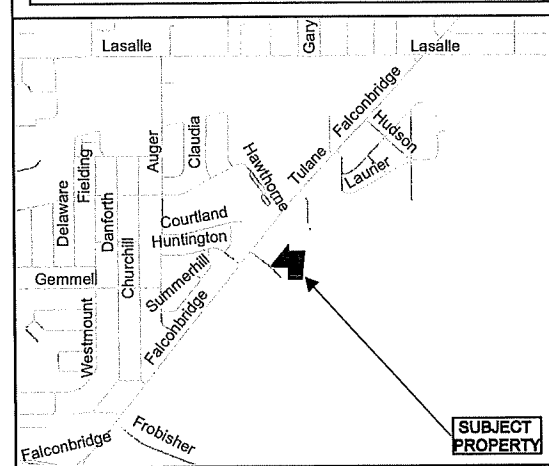 Lasalle
Gary
Lasalle
Falconbridge
Hudson
Tulane
Laurier
Hawthorne
Claudia
Auger
Fielding
Delaware
Danforth
Churchill
Courtland
Huntington
Summerhill
Gemmell
Westmount
Falconbridge
Falconbridge
Frobisher
SUBJECT
PROPERTY